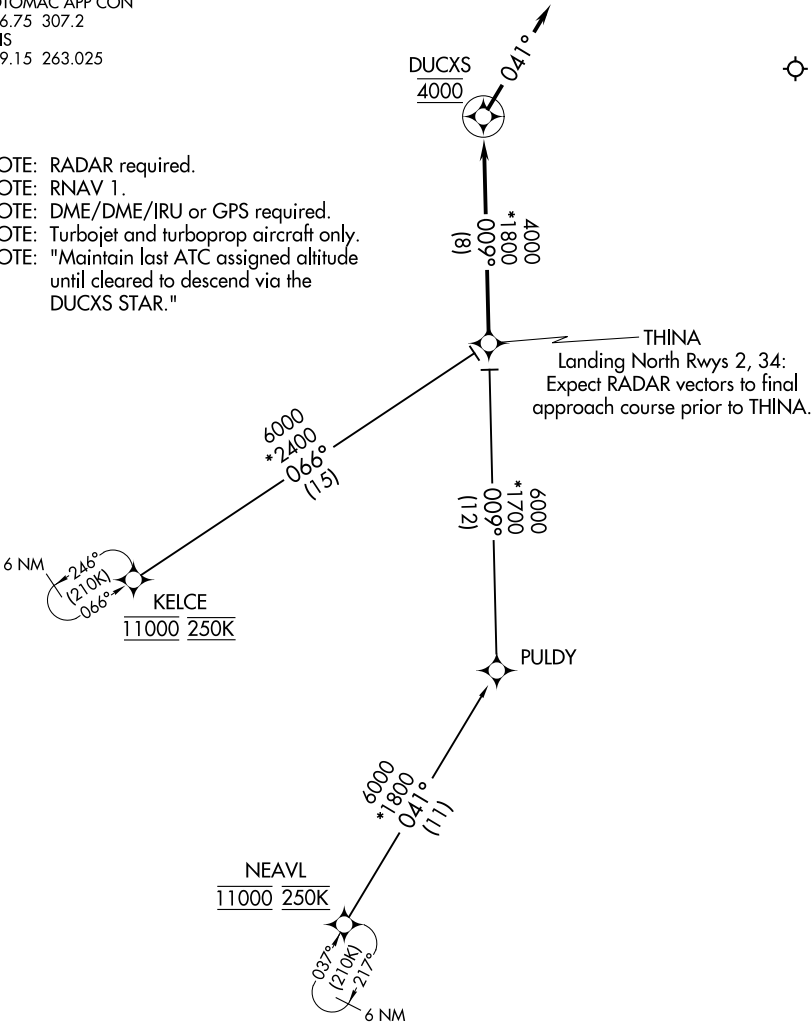 OTOMAC APP CON
6.75 307.2
IS
9.15 263.025
DUCXS
4000
041°
OTE: RADAR required.
OTE: RNAV 1.
OTE: DME/DME/IRU or GPS required.
OTE: Turbojet and turboprop aircraft only.
OTE: "Maintain last ATC assigned altitude
until cleared to descend via the
DUCXS STAR."
4000
*1800
009°
(8)
THINA
Landing North Rwys 2, 34:
Expect RADAR vectors to final
approach course prior to THINA.
6000
*2400
066°
(15)
6000
*1700
009°
(12)
6 NM
246°
(210K)
066°
KELCE
11000 250K
PULDY
6000
*1800
041°
(11)
NEAVL
11000 250K
037°
(210K)
217°
6 NM